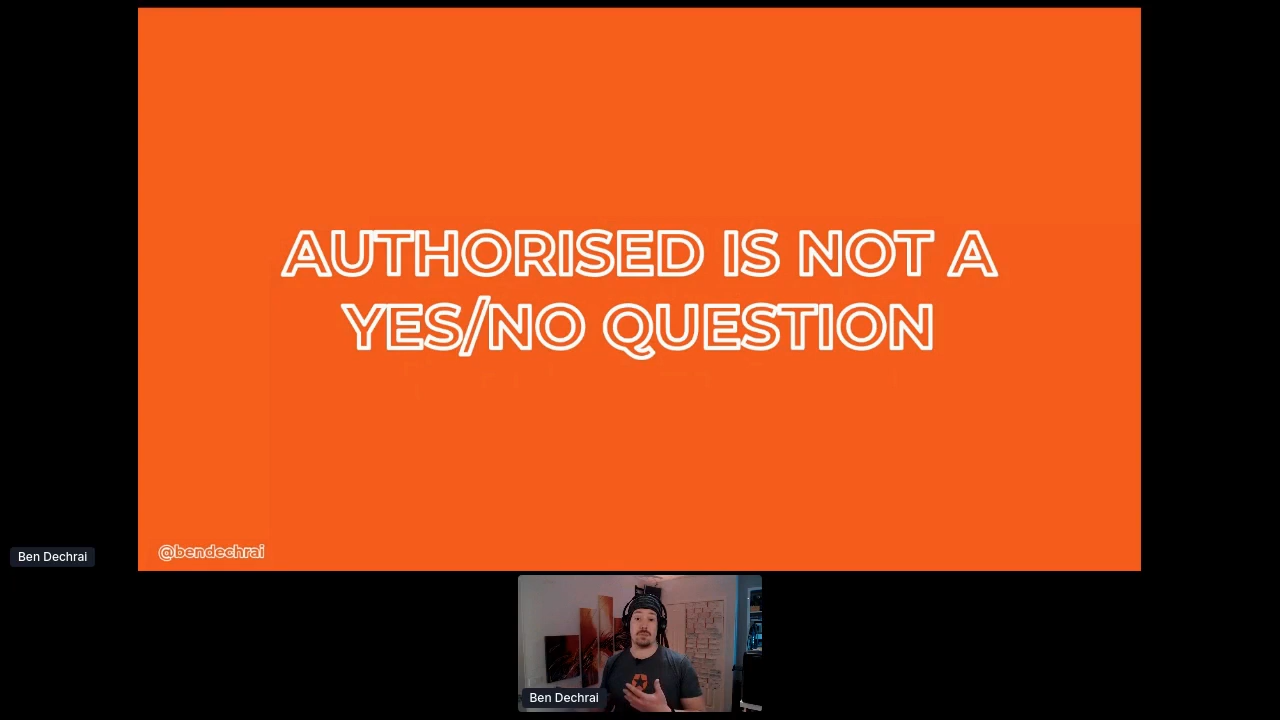 AUTHORISED IS NOT A
YES/NO QUESTION
@bendechrai
Ben Dechrai
Ben Dechrai